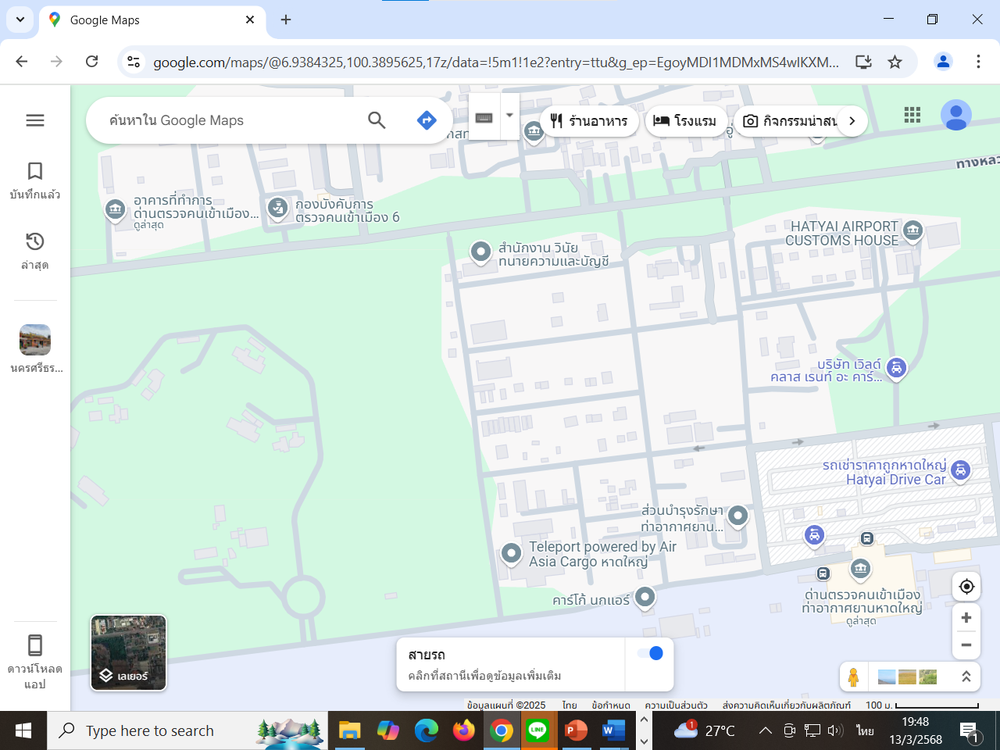 Google Maps
google.com/maps/@6.9384325,100.3895625,17z/data=!5m1!1e2?entry=ttu&g_ep=EgoyMDI1MDMxMS4wIKXM...
ค้นหาใน Google Maps
ร้านอาหาร
โรงแรม
กิจกรรมน่าสน
ทางหลว
บันทึกแล้ว
ล่าสุด
นครศรีธร...
ดาวน์โหลด
แอป
อาคารที่ทำการ
ด่านตรวจคนเข้าเมือง...
ดูล่าสุด
กองบังคับการ
ตรวจคนเข้าเมือง 6
สำนักงาน วินัย
ทนายความและบัญชี
HATYAI AIRPORT
CUSTOMS HOUSE
บริษัท เวิลด์
คลาส เรนท์ อะ คาร์...
รถเช่าราคาถูกหาดใหญ่
Hatyai Drive Car
ส่วนบำรุงรักษา
ท่าอากาศยาน...
Teleport powered by Air
Asia Cargo หาดใหญ่
คาร์โก้ นกแอร์
ด่านตรวจคนเข้าเมือง
ท่าอากาศยานหาดใหญ่
ดูล่าสุด
เลเยอร์
สายรถ
คลิกที่สถานีเพื่อดูข้อมูลเพิ่มเติม
ข้อมูลแผนที่ ©2025 ไทย ข้อกำหนด ความเป็นส่วนตัว ส่งความคิดเห็นเกี่ยวกับผลิตภัณฑ์ 100 ม.
Type here to search
LINE
1
27°C
ไทย
19:48
13/3/2568
1